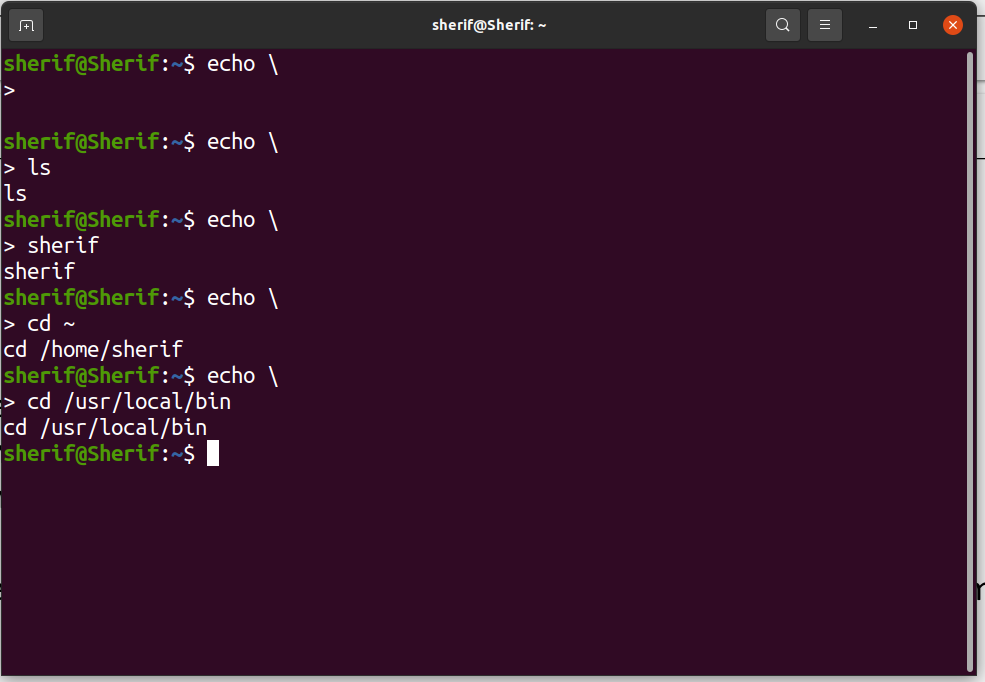 sherif@Sherif: ~
sherif@Sherif:~$ echo \
>

sherif@Sherif:~$ echo \
> ls
ls
sherif@Sherif:~$ echo \
> sherif
sherif
sherif@Sherif:~$ echo \
> cd ~
cd /home/sherif
sherif@Sherif:~$ echo \
> cd /usr/local/bin
cd /usr/local/bin
sherif@Sherif:~$